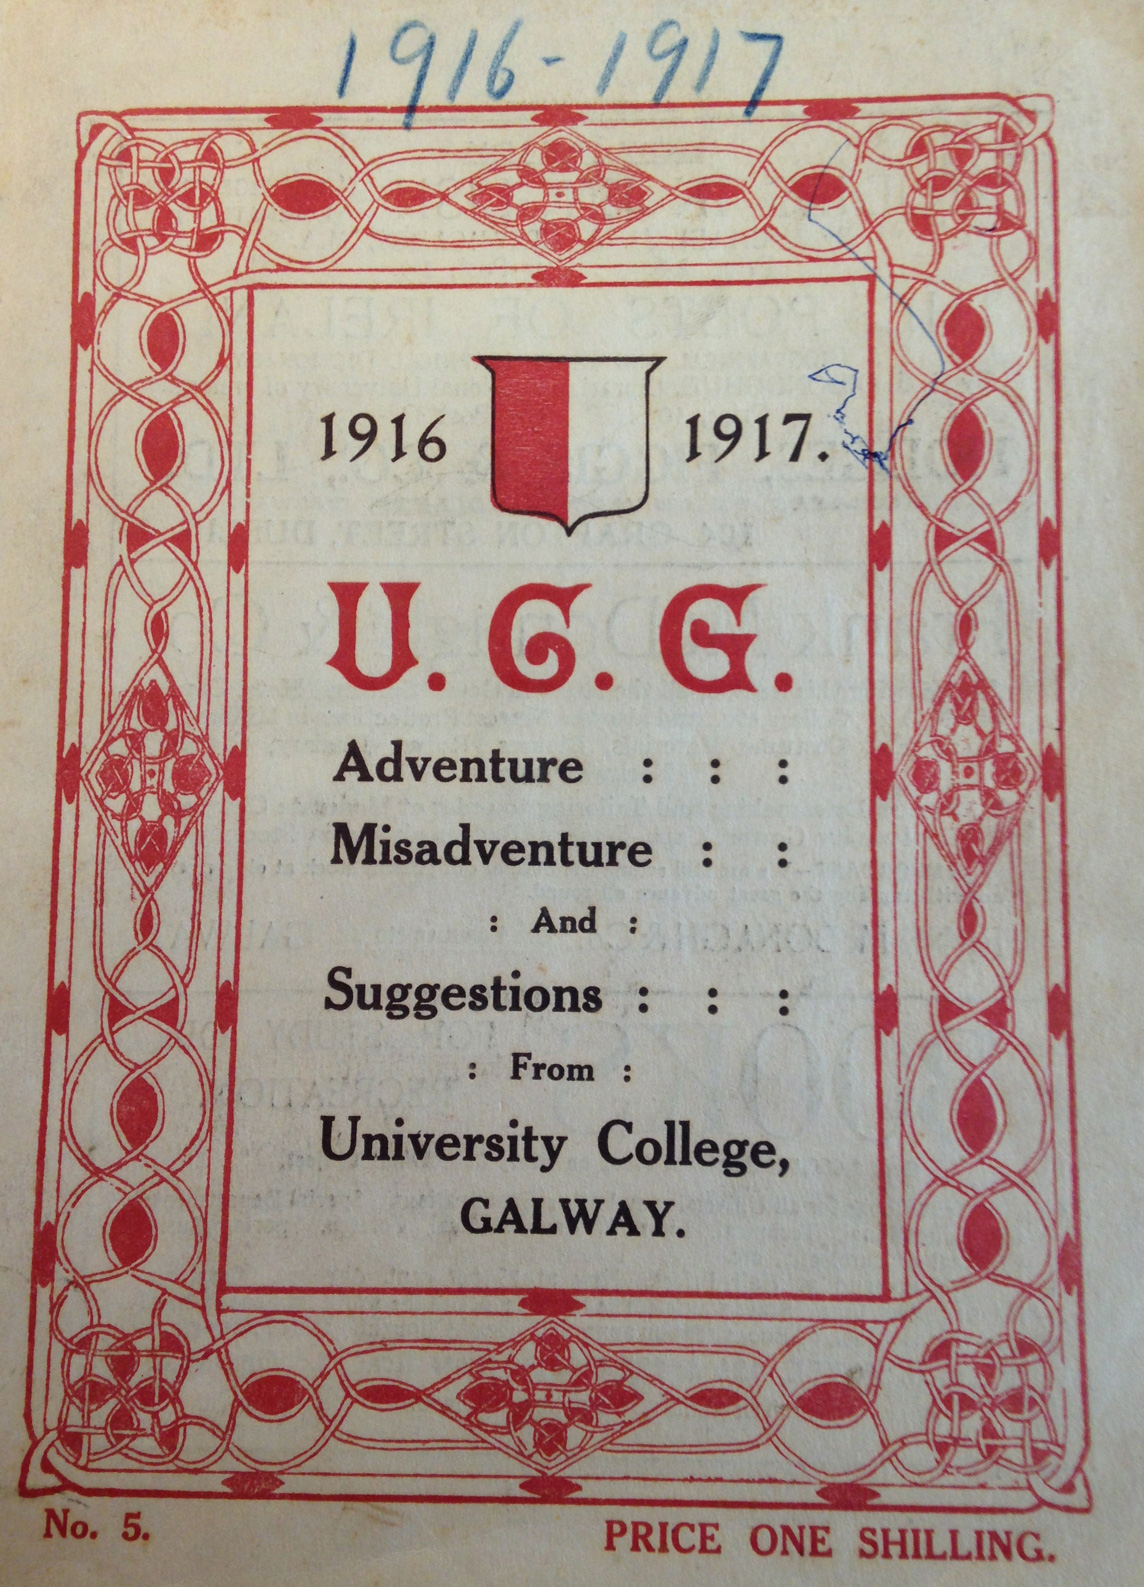 1916-1917
1916 1917.
U. C. G.
Adventure : : :
Misadventure : :
: And :
Suggestions : : :
: From :
University College,
GALWAY.
No. 5. PRICE ONE SHILLING.